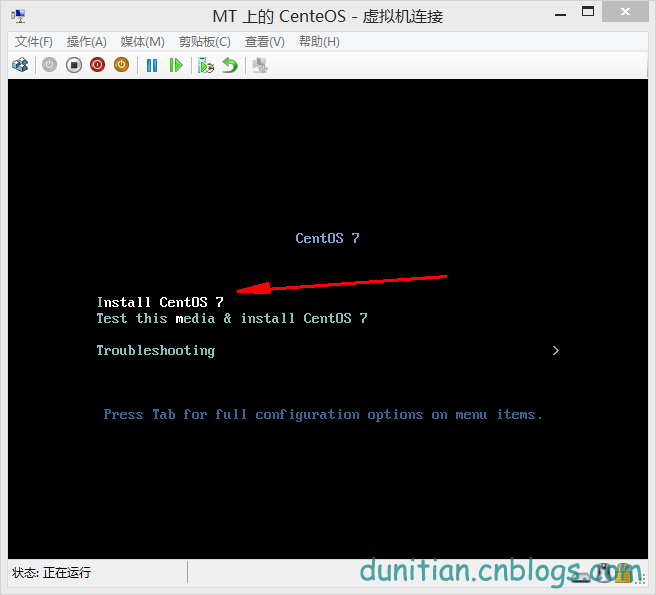 MT 上的 CenteOS - 虚拟机连接
文件(F) 操作(A) 媒体(M) 剪贴板(C) 查看(V) 帮助(H)
CentOS 7
Install CentOS 7
Test this media & install CentOS 7
Troubleshooting >
Press Tab for full configuration options on menu items.
状态: 正在运行
dunitian.cnblogs.com